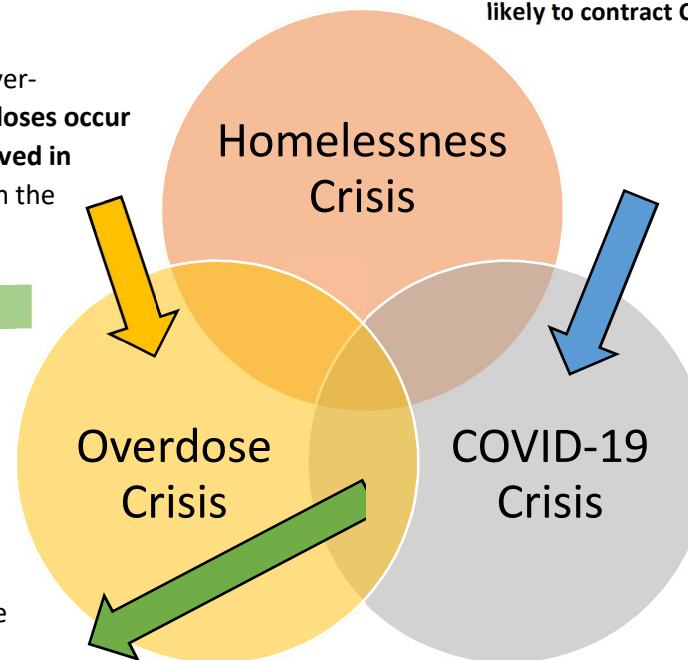 likely to contract C
ver-
doses occur
ved in
n the
Homelessness
Crisis
Overdose
Crisis
COVID-19
Crisis
e